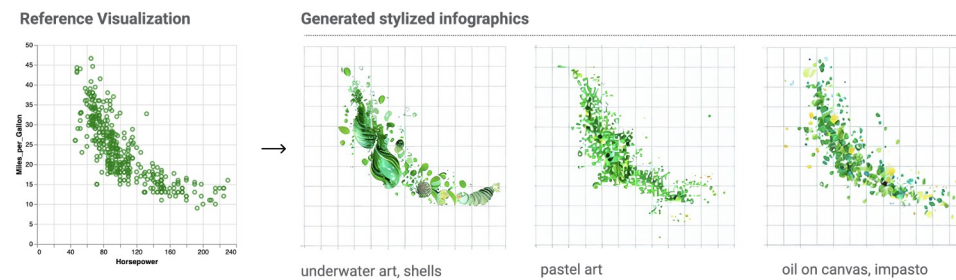 Reference Visualization
Generated stylized infographics
Miles_per_Gallon
50
45
40
35
30
25
20
15
10
5
0
0 40 80 120 160 200 240
Horsepower
underwater art, shells
pastel art
oil on canvas, impasto